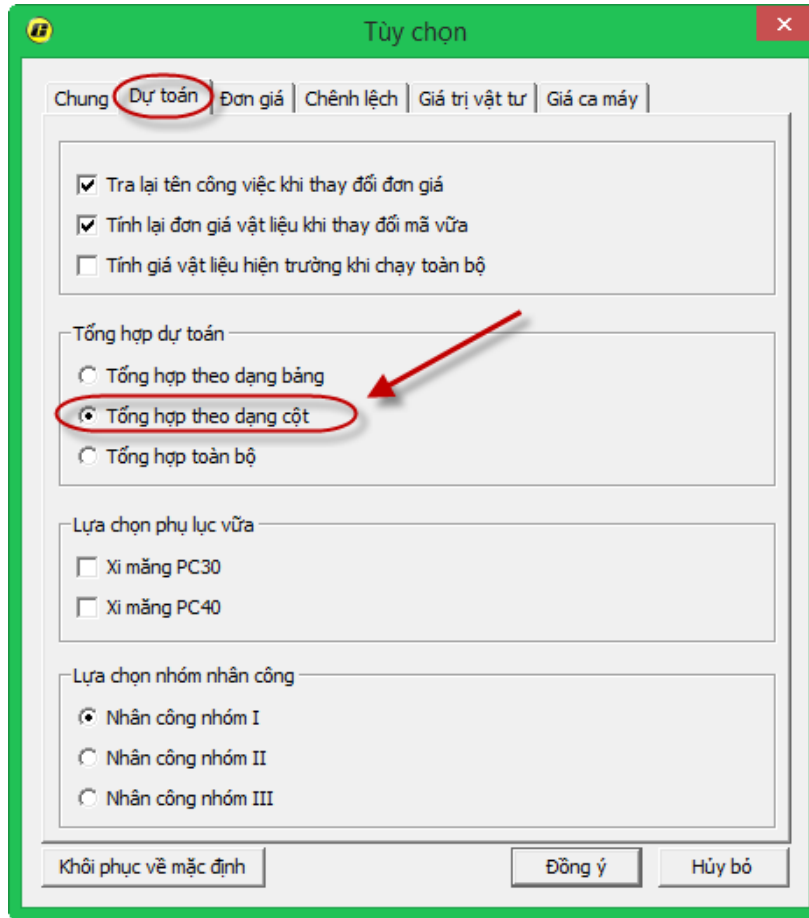 Tùy chọn
Chung Dự toán Đơn giá Chênh lệch Giá trị vật tư Giá ca máy
Tra lại tên công việc khi thay đổi đơn giá
Tính lại đơn giá vật liệu khi thay đổi mã vữa
Tính giá vật liệu hiện trường khi chạy toàn bộ
Tổng hợp dự toán
Tổng hợp theo dạng bảng
Tổng hợp theo dạng cột
Tổng hợp toàn bộ
Lựa chọn phụ lục vữa
Xi măng PC30
Xi măng PC40
Lựa chọn nhóm nhân công
Nhân công nhóm I
Nhân công nhóm II
Nhân công nhóm III
Khôi phục về mặc định Đồng ý Hủy bỏ